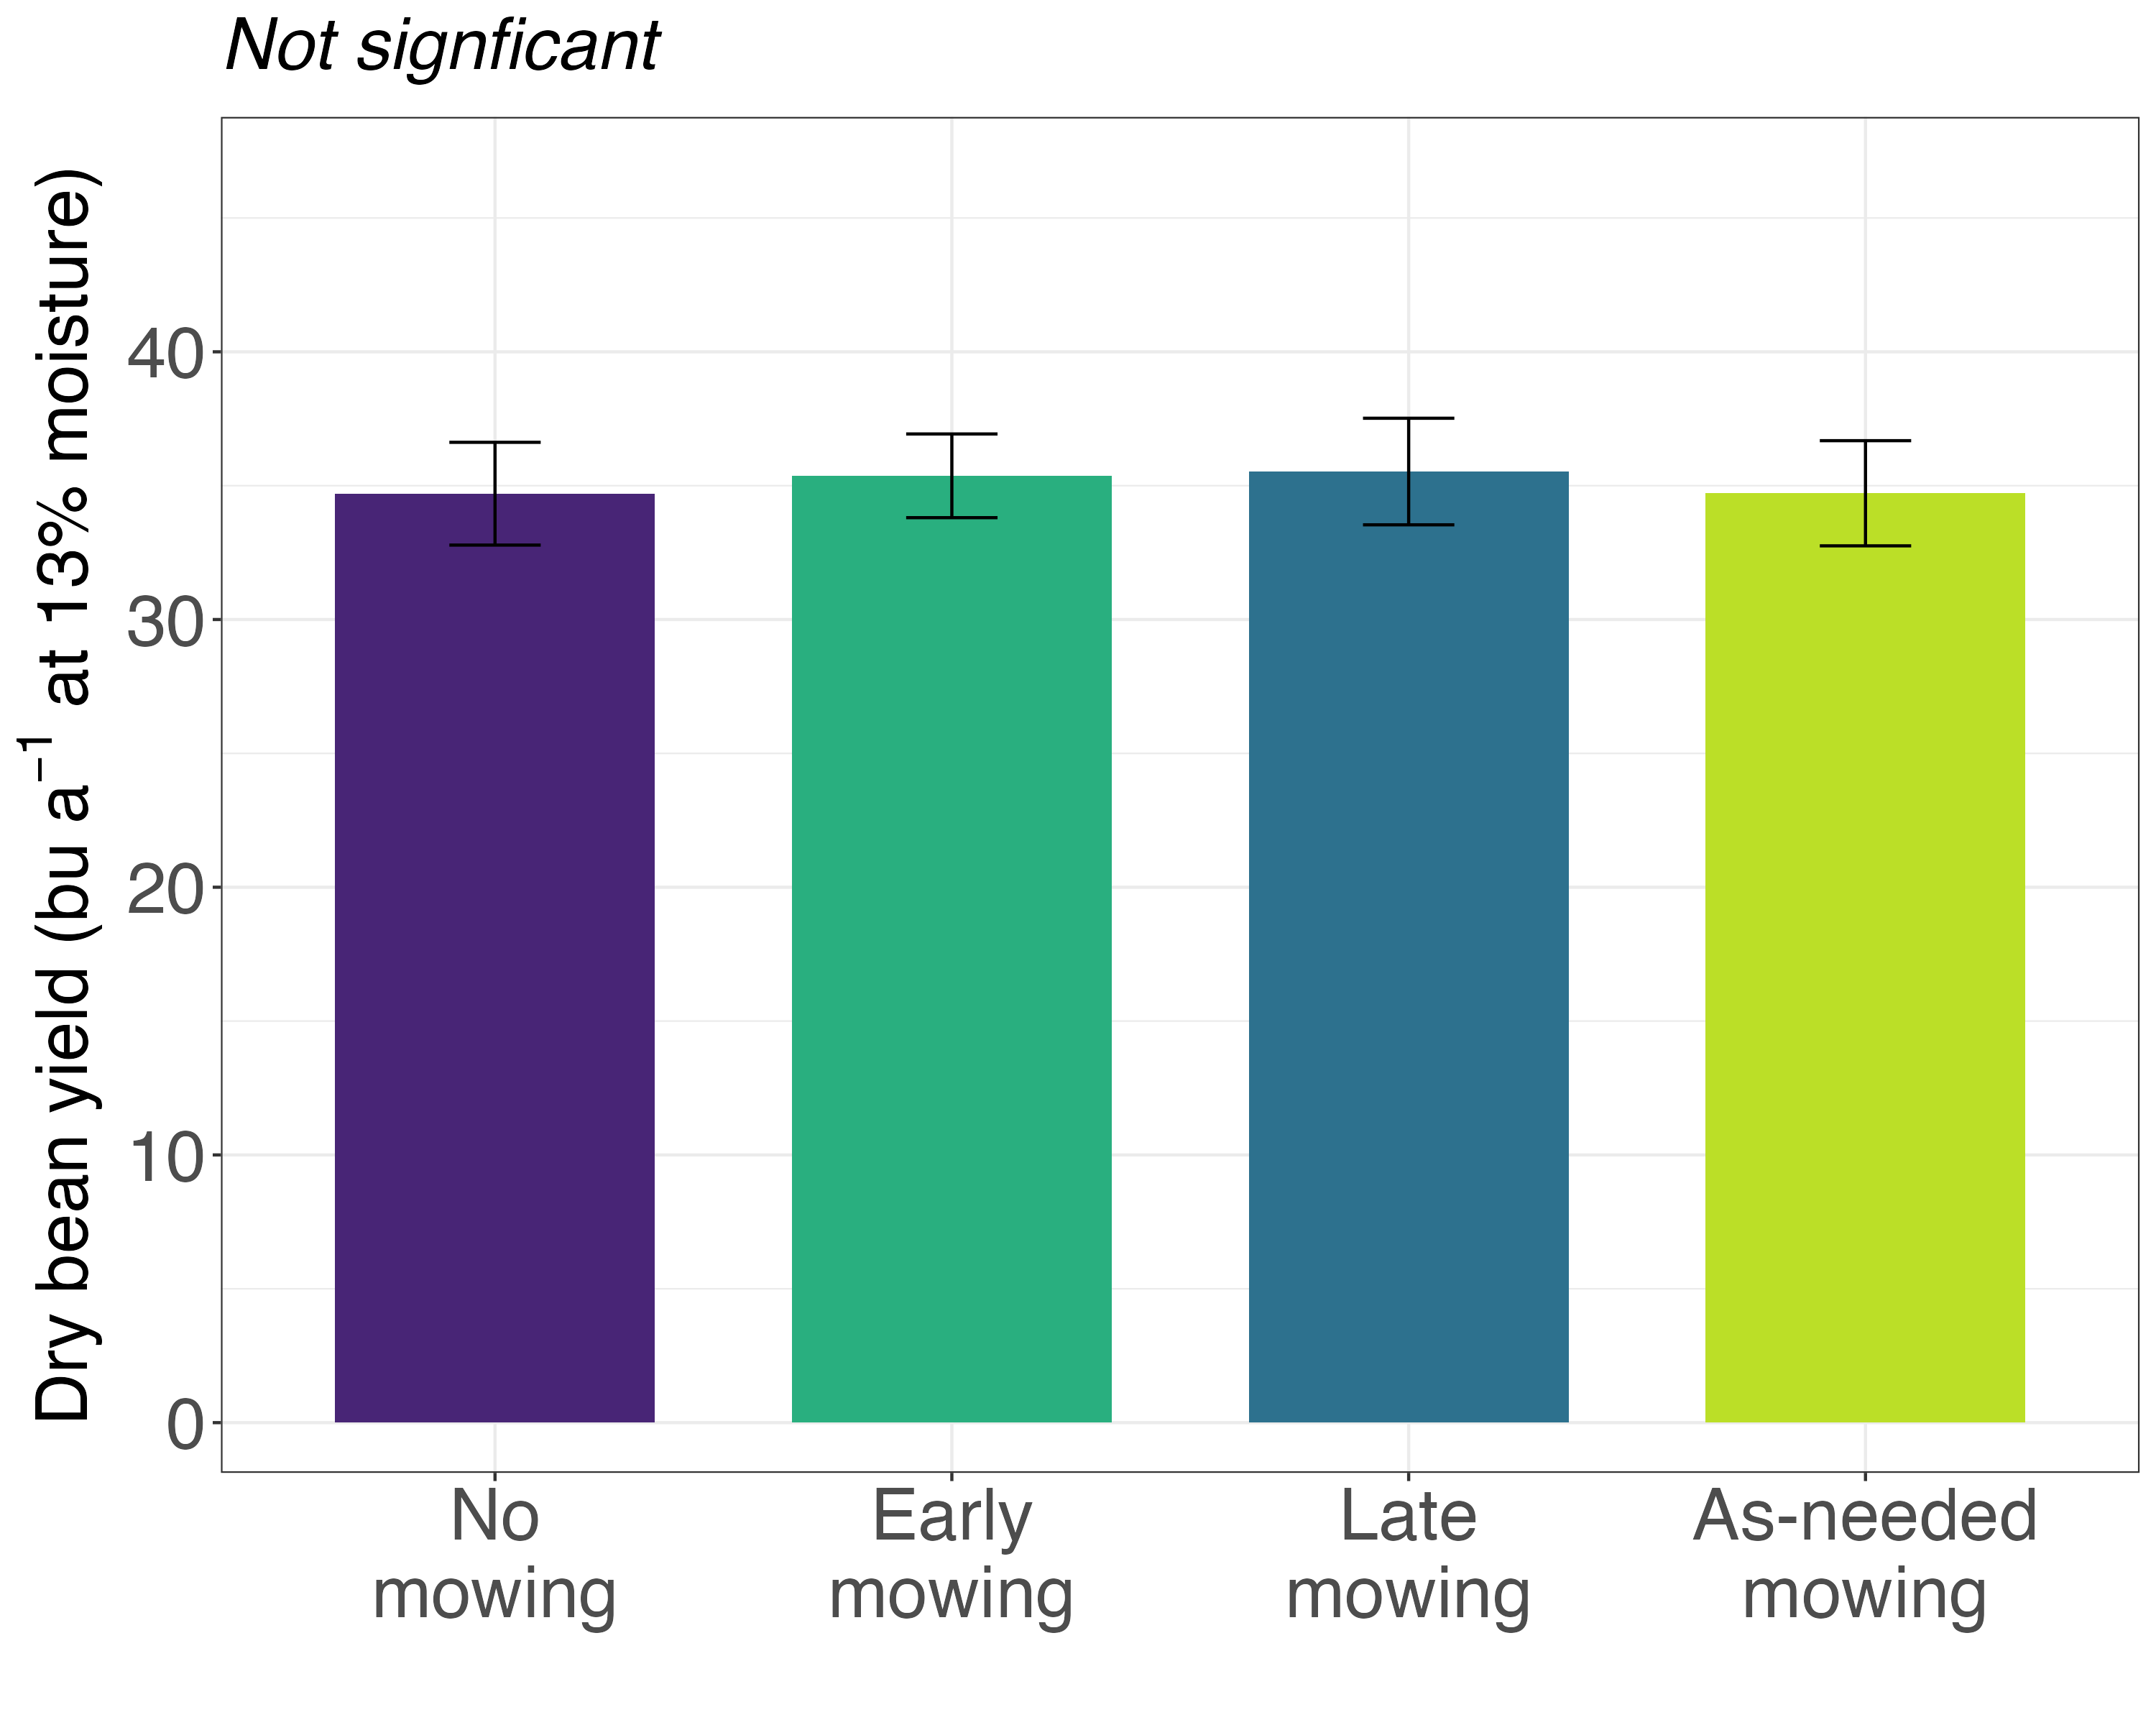 Not signficant
Dry bean yield (bu a⁻¹ at 13% moisture)
40
30
20
10
0
No
mowing
Early
mowing
Late
mowing
As-needed
mowing